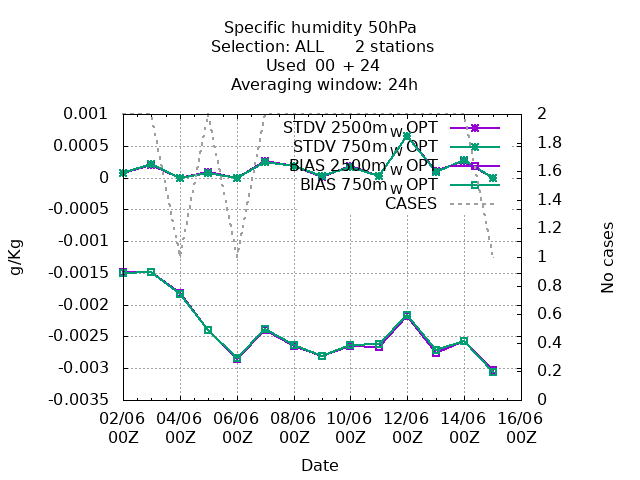 Specific humidity 50hPa
Selection: ALL 2 stations
Used 00 + 24
Averaging window: 24h
0.001
0.0005
0
-0.0005
-0.001
-0.0015
-0.002
-0.0025
-0.003
-0.0035
g/Kg
STDV 2500m w OPT
STDV 750m w OPT
BIAS 2500m w OPT
BIAS 750m w OPT
CASES
2
1.8
1.6
1.4
1.2
1
0.8
0.6
0.4
0.2
0
No cases
02/06 04/06 06/06 08/06 10/06 12/06 14/06 16/06
00Z 00Z 00Z 00Z 00Z 00Z 00Z 00Z
Date